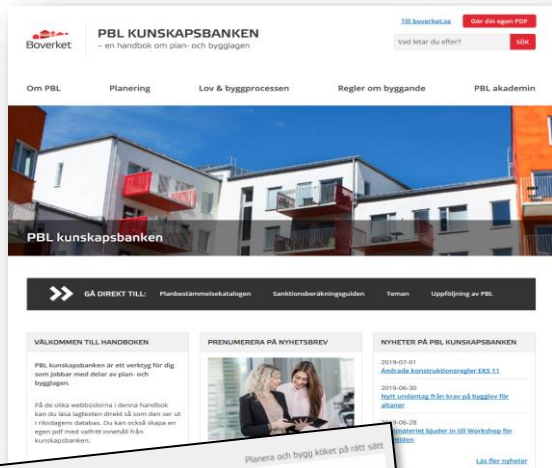 Till boverket.se
Gör din egen PDF
Boverket
PBL KUNSKAPSBANKEN
– en handbok om plan- och bygglagen
Vad letar du efter?
SÖK
Om PBL
Planering
Lov & byggprocessen
Regler om byggande
PBL akademin
PBL kunskapsbanken
GÅ DIREKT TILL:
Planbestämmelsekatalogen
Sanktionsberäkningsguiden
Teman
Uppföljning av PBL
VÄLKOMMEN TILL HANDBOKEN
PBL kunskapsbanken är ett verktyg för dig
som jobbar med delar av plan- och
bygglagen.
På de olika webbsidorna i denna handbok
kan du läsa lagtexten direkt så som den ser ut
i riksdagens databas. Du kan också skapa en
egen pdf med valfritt innehåll från
kunskapsbanken.
PRENUMERERA PÅ NYHETSBREV
NYHETER PÅ PBL KUNSKAPSBANKEN
2019-07-01
Ändrade konstruktionsregler EKS 11
2019-06-30
Nytt undantag från krav på bygglov för
altaner
2019-06-28
bjuder in till Workshop för
Läs fler nyheter
Planera och bygg köket på rätt sätt